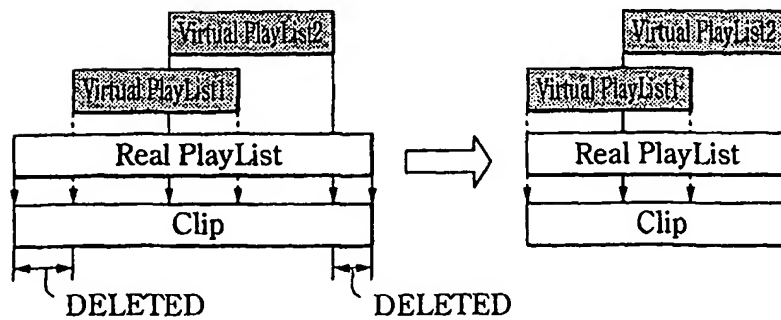 Virtual PlayList2
Virtual PlayList1
Real PlayList
Clip
DELETED
DELETED
Virtual PlayList2
Virtual PlayList1
Real PlayList
Clip